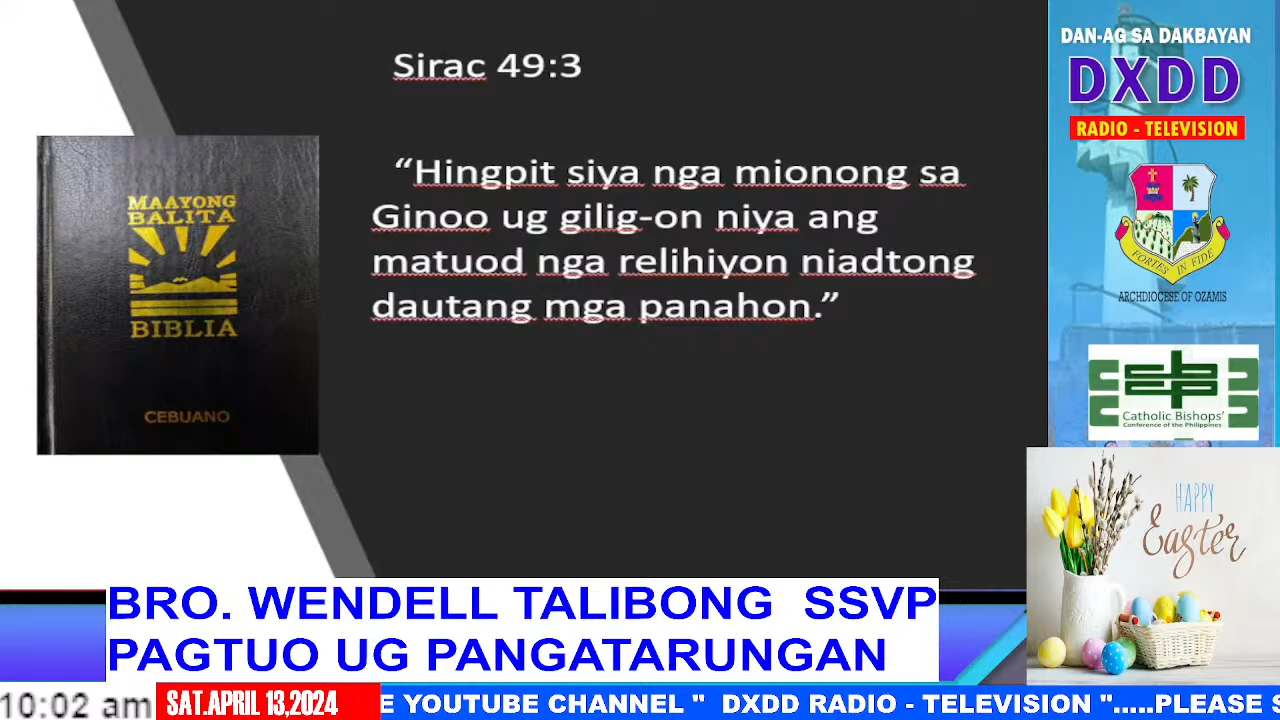 Sirac 49:3
“Hingpit siya nga mionong sa
Ginoo ug gilig-on niya ang
matuod nga relihiyon niadtong
dautang mga panahon.”
MAAYONG
BALITA
BIBLIA
CEBUANO
DAN-AG SA DAKBAYAN
DXDD
RADIO - TELEVISION
FORTES IN FIDE
ARCHDIOCESE OF OZAMIS
cbcp
Catholic Bishops’
Conference of the Philippines
HAPPY
Easter
BRO. WENDELL TALIBONG SSVP
PAGTUO UG PANGATARUNGAN
10:02 am
SAT.APRIL 13,2024
E YOUTUBE CHANNEL " DXDD RADIO - TELEVISION ".....PLEASE S